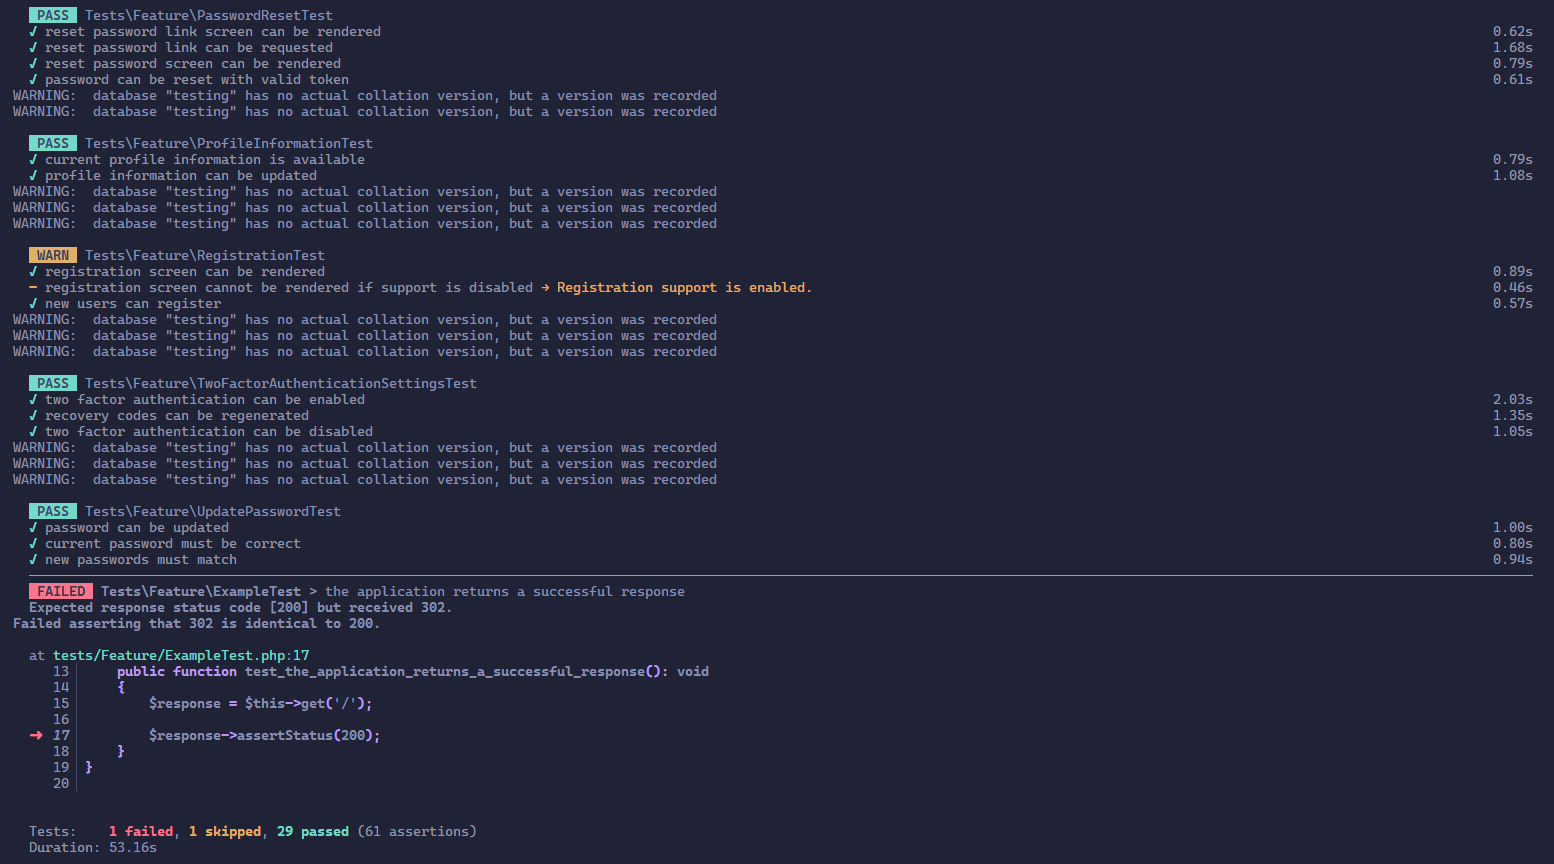 PASS Tests\Feature\PasswordResetTest
✓ reset password link screen can be rendered 0.62s
✓ reset password link can be requested 1.68s
✓ reset password screen can be rendered 0.79s
✓ password can be reset with valid token 0.61s
WARNING:  database "testing" has no actual collation version, but a version was recorded
WARNING:  database "testing" has no actual collation version, but a version was recorded
PASS Tests\Feature\ProfileInformationTest
✓ current profile information is available 0.79s
✓ profile information can be updated 1.08s
WARNING:  database "testing" has no actual collation version, but a version was recorded
WARNING:  database "testing" has no actual collation version, but a version was recorded
WARNING:  database "testing" has no actual collation version, but a version was recorded
WARN Tests\Feature\RegistrationTest
✓ registration screen can be rendered 0.89s
- registration screen cannot be rendered if support is disabled → Registration support is enabled. 0.46s
✓ new users can register 0.57s
WARNING:  database "testing" has no actual collation version, but a version was recorded
WARNING:  database "testing" has no actual collation version, but a version was recorded
WARNING:  database "testing" has no actual collation version, but a version was recorded
PASS Tests\Feature\TwoFactorAuthenticationSettingsTest
✓ two factor authentication can be enabled 2.03s
✓ recovery codes can be regenerated 1.35s
✓ two factor authentication can be disabled 1.05s
WARNING:  database "testing" has no actual collation version, but a version was recorded
WARNING:  database "testing" has no actual collation version, but a version was recorded
WARNING:  database "testing" has no actual collation version, but a version was recorded
PASS Tests\Feature\UpdatePasswordTest
✓ password can be updated 1.00s
✓ current password must be correct 0.80s
✓ new passwords must match 0.94s
FAILED Tests\Feature\ExampleTest > the application returns a successful response
Expected response status code [200] but received 302.
Failed asserting that 302 is identical to 200.
at tests/Feature/ExampleTest.php:17
13 public function test_the_application_returns_a_successful_response(): void
14 {
15 $response = $this->get('/');
16
➜ 17 $response->assertStatus(200);
18 }
19 }
20
Tests: 1 failed, 1 skipped, 29 passed (61 assertions)
Duration: 53.16s